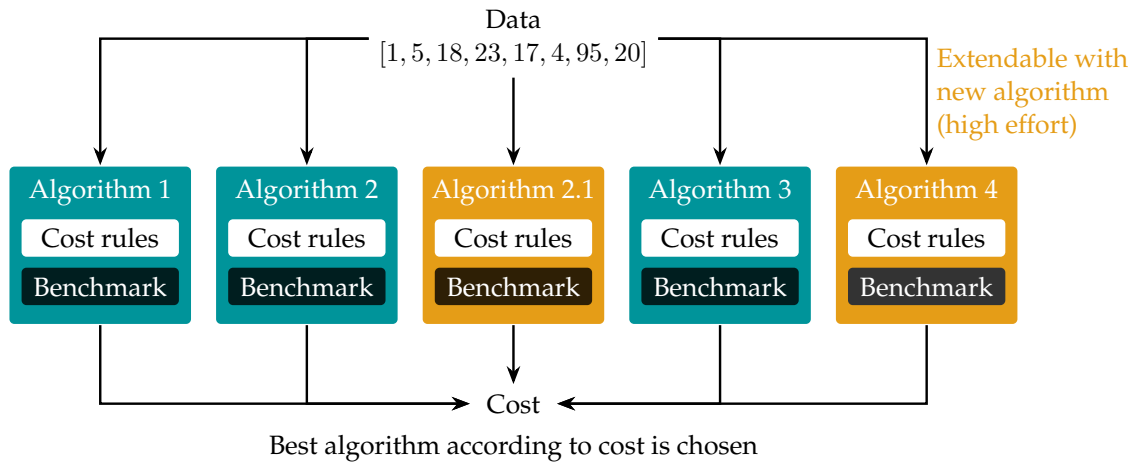 Data
[1, 5, 18, 23, 17, 4, 95, 20]
Extendable with
new algorithm
(high effort)
Algorithm 1
Cost rules
Benchmark
Algorithm 2
Cost rules
Benchmark
Algorithm 2.1
Cost rules
Benchmark
Algorithm 3
Cost rules
Benchmark
Algorithm 4
Cost rules
Benchmark
Cost
Best algorithm according to cost is chosen